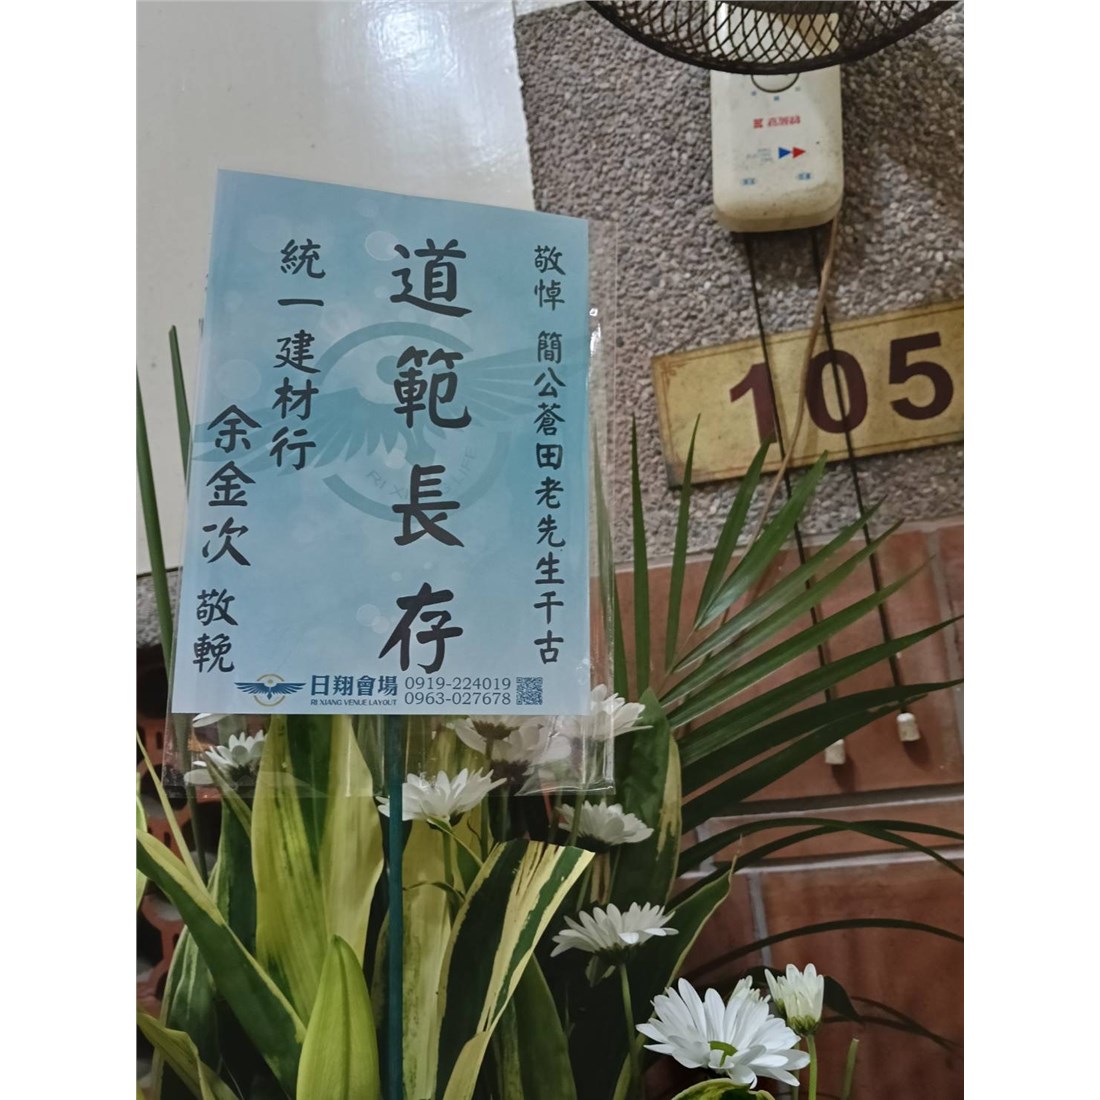 敬悼 簡公蒼田老先生千古
道範長存
統一建材行
余金次 敬輓
日翔會場
RI XIANG VENUE LAYOUT
0919-224019
0963-027678
105